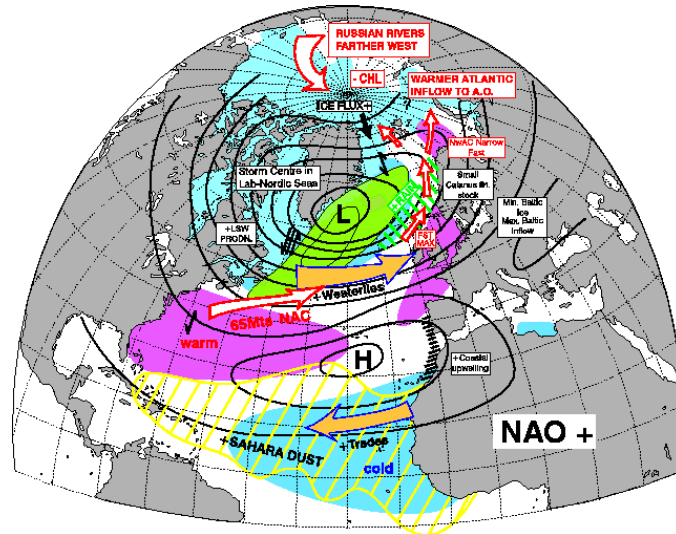 RUSSIAN RIVERS
FARTHER WEST
- CHL
WARMER ATLANTIC
INFLOW TO A.O.
ICE FLUX+
?
NwAC Narrow
Fast
Storm Centre in
Lab-Nordic Seas
Small
Calanus fin.
stock
Min. Baltic
Ice
Max. Baltic
Inflow
L
+LSW
PRODN.
FST
MAX
+ Westerlies
65Mts NAC
warm
H
+ Coastal
upwelling
NAO +
+ SAHARA DUST
+ Trades
cold